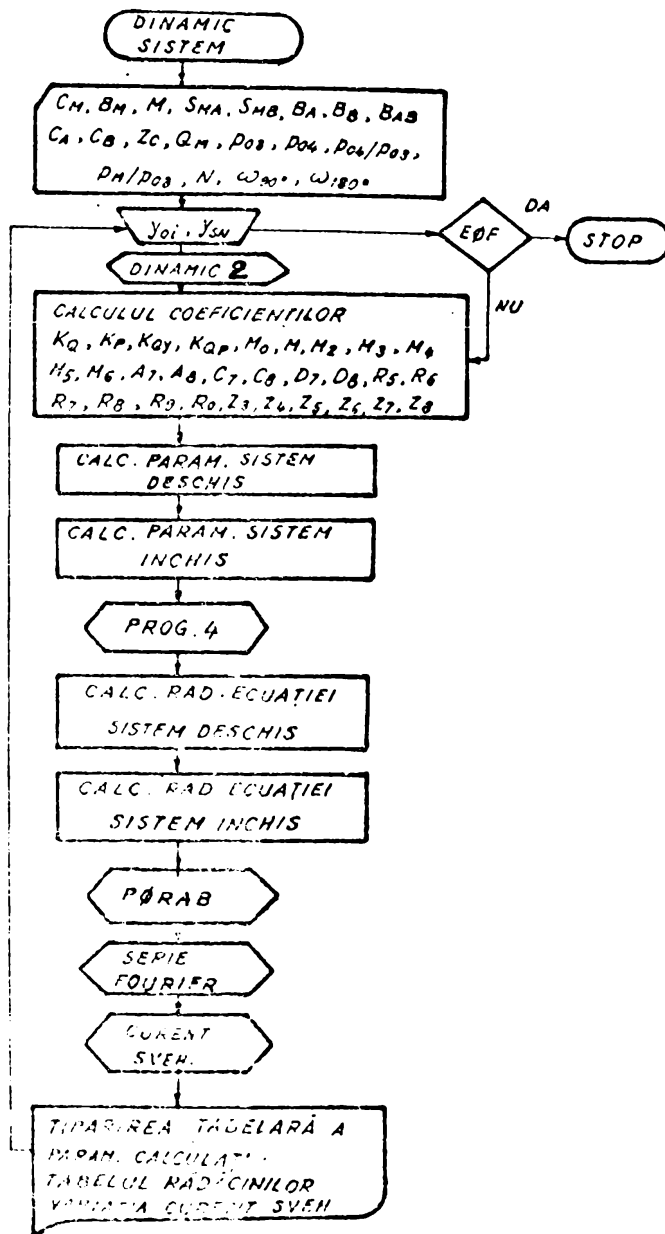 DINAMIC
SISTEM
CM, BM, M, SMA, SMB, BA, BB, BAB
CA, CB, ZC, QM, p03, p04, p04/p03,
pM/p03, N, ω90°, ω180°
y0i, ySN
EØF
DA
STOP
NU
DINAMIC 2
CALCULUL COEFICIENTILOR
KQ, KP, KQy, KQp, M0, M, M2, M3, M4
M5, M6, A7, A8, C7, C8, D7, D8, R5, R6
R7, R8, R9, R0, Z3, Z4, Z5, Z6, Z7, Z8
CALC. PARAM. SISTEM
DESCHIS
CALC. PARAM. SISTEM
INCHIS
PROG. 4
CALC. RAD. ECUAȚIEI
SISTEM DESCHIS
CALC. RAD ECUAȚIEI
SISTEM INCHIS
PØRAB
SERIE
FOURIER
CURENT
SVEH.
TIPARIREA TABELARĂ A
PARAM. CALCULAȚI.
TABELUL RĂDĂCINILOR
VARIAȚIA CURENT SVEH